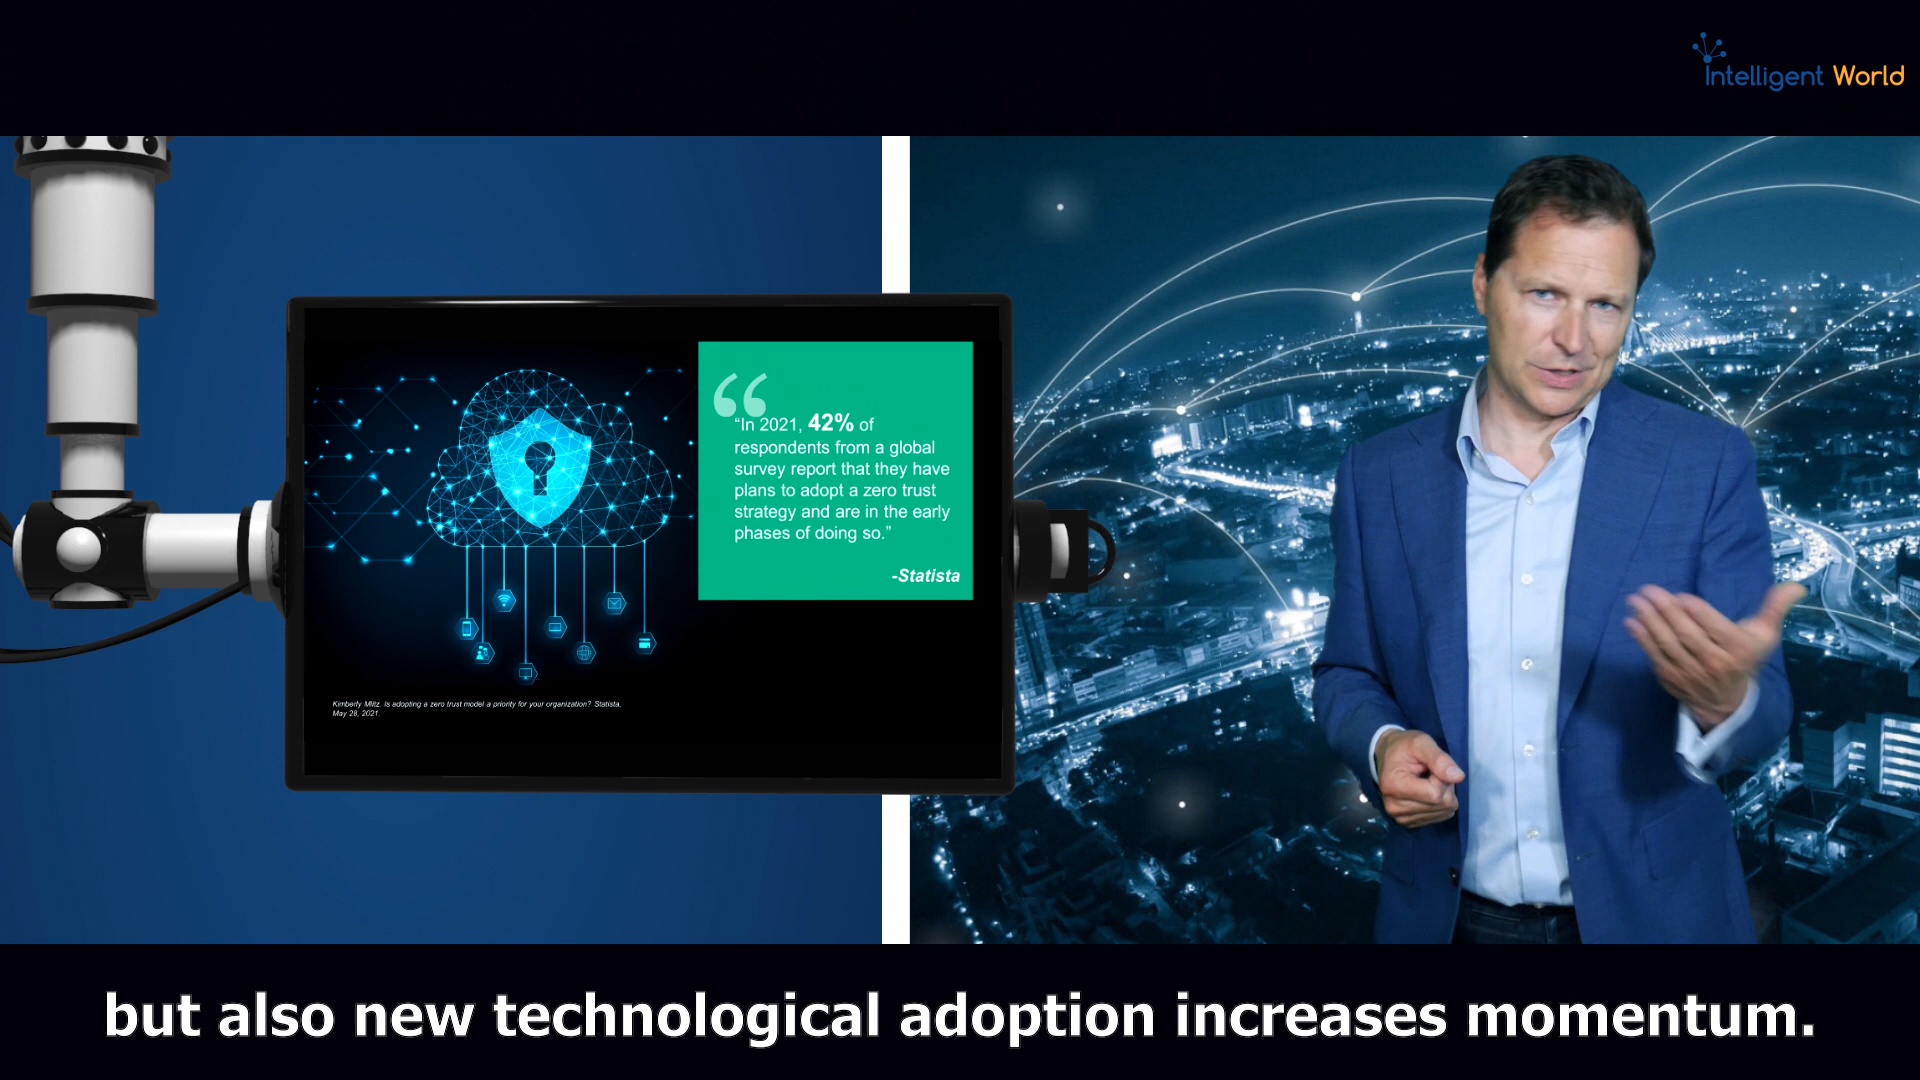 Intelligent World
“In 2021, 42% of
respondents from a global
survey report that they have
plans to adopt a zero trust
strategy and are in the early
phases of doing so.”
-Statista
Kimberly Mlitz. Is adopting a zero trust model a priority for your organization? Statista.
May 28, 2021.
but also new technological adoption increases momentum.